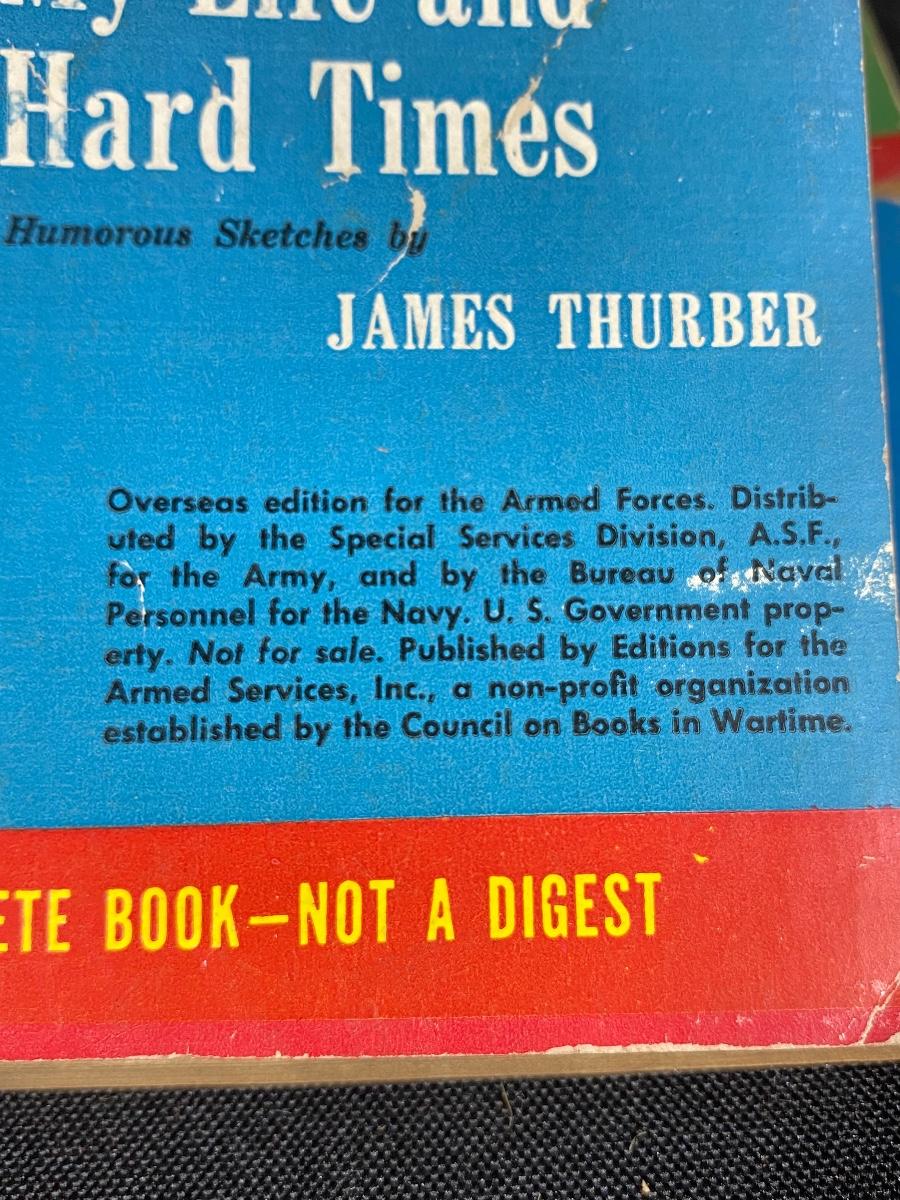 My Life and
Hard Times
Humorous Sketches by
JAMES THURBER
Overseas edition for the Armed Forces. Distrib-
uted by the Special Services Division, A.S.F.,
for the Army, and by the Bureau of Naval
Personnel for the Navy. U. S. Government prop-
erty. Not for sale. Published by Editions for the
Armed Services, Inc., a non-profit organization
established by the Council on Books in Wartime.
ETE BOOK—NOT A DIGEST